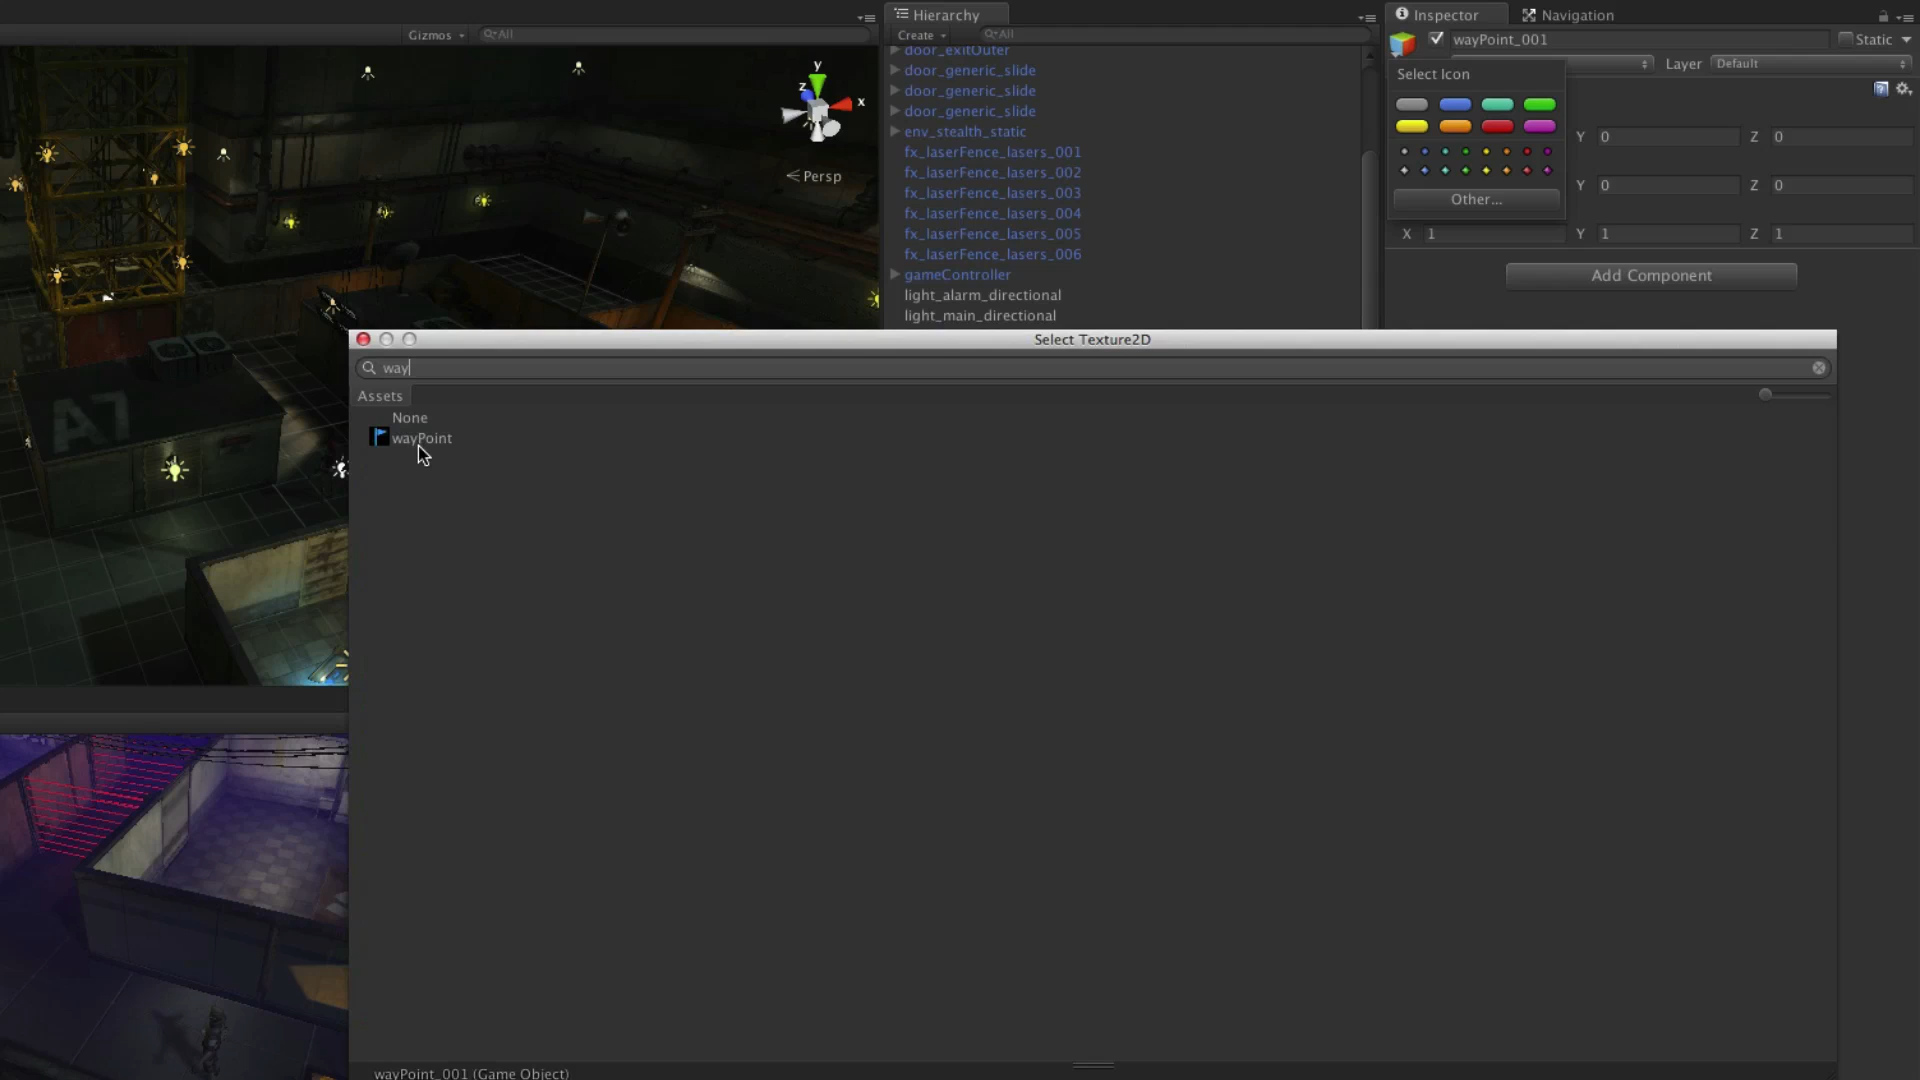 Hierarchy
Inspector
Navigation
Gizmos
All
Create
All
wayPoint_001
Static
door_exitOuter
door_generic_slide
door_generic_slide
door_generic_slide
env_stealth_static
fx_laserFence_lasers_001
fx_laserFence_lasers_002
fx_laserFence_lasers_003
fx_laserFence_lasers_004
fx_laserFence_lasers_005
fx_laserFence_lasers_006
gameController
light_alarm_directional
light_main_directional
Layer Default
Select Icon
Other...
Y 0 Z 0
Y 0 Z 0
X 1 Y 1 Z 1
Add Component
y
z
x
Persp
A7
Select Texture2D
way
Assets
None
wayPoint
wayPoint_001 (Game Object)